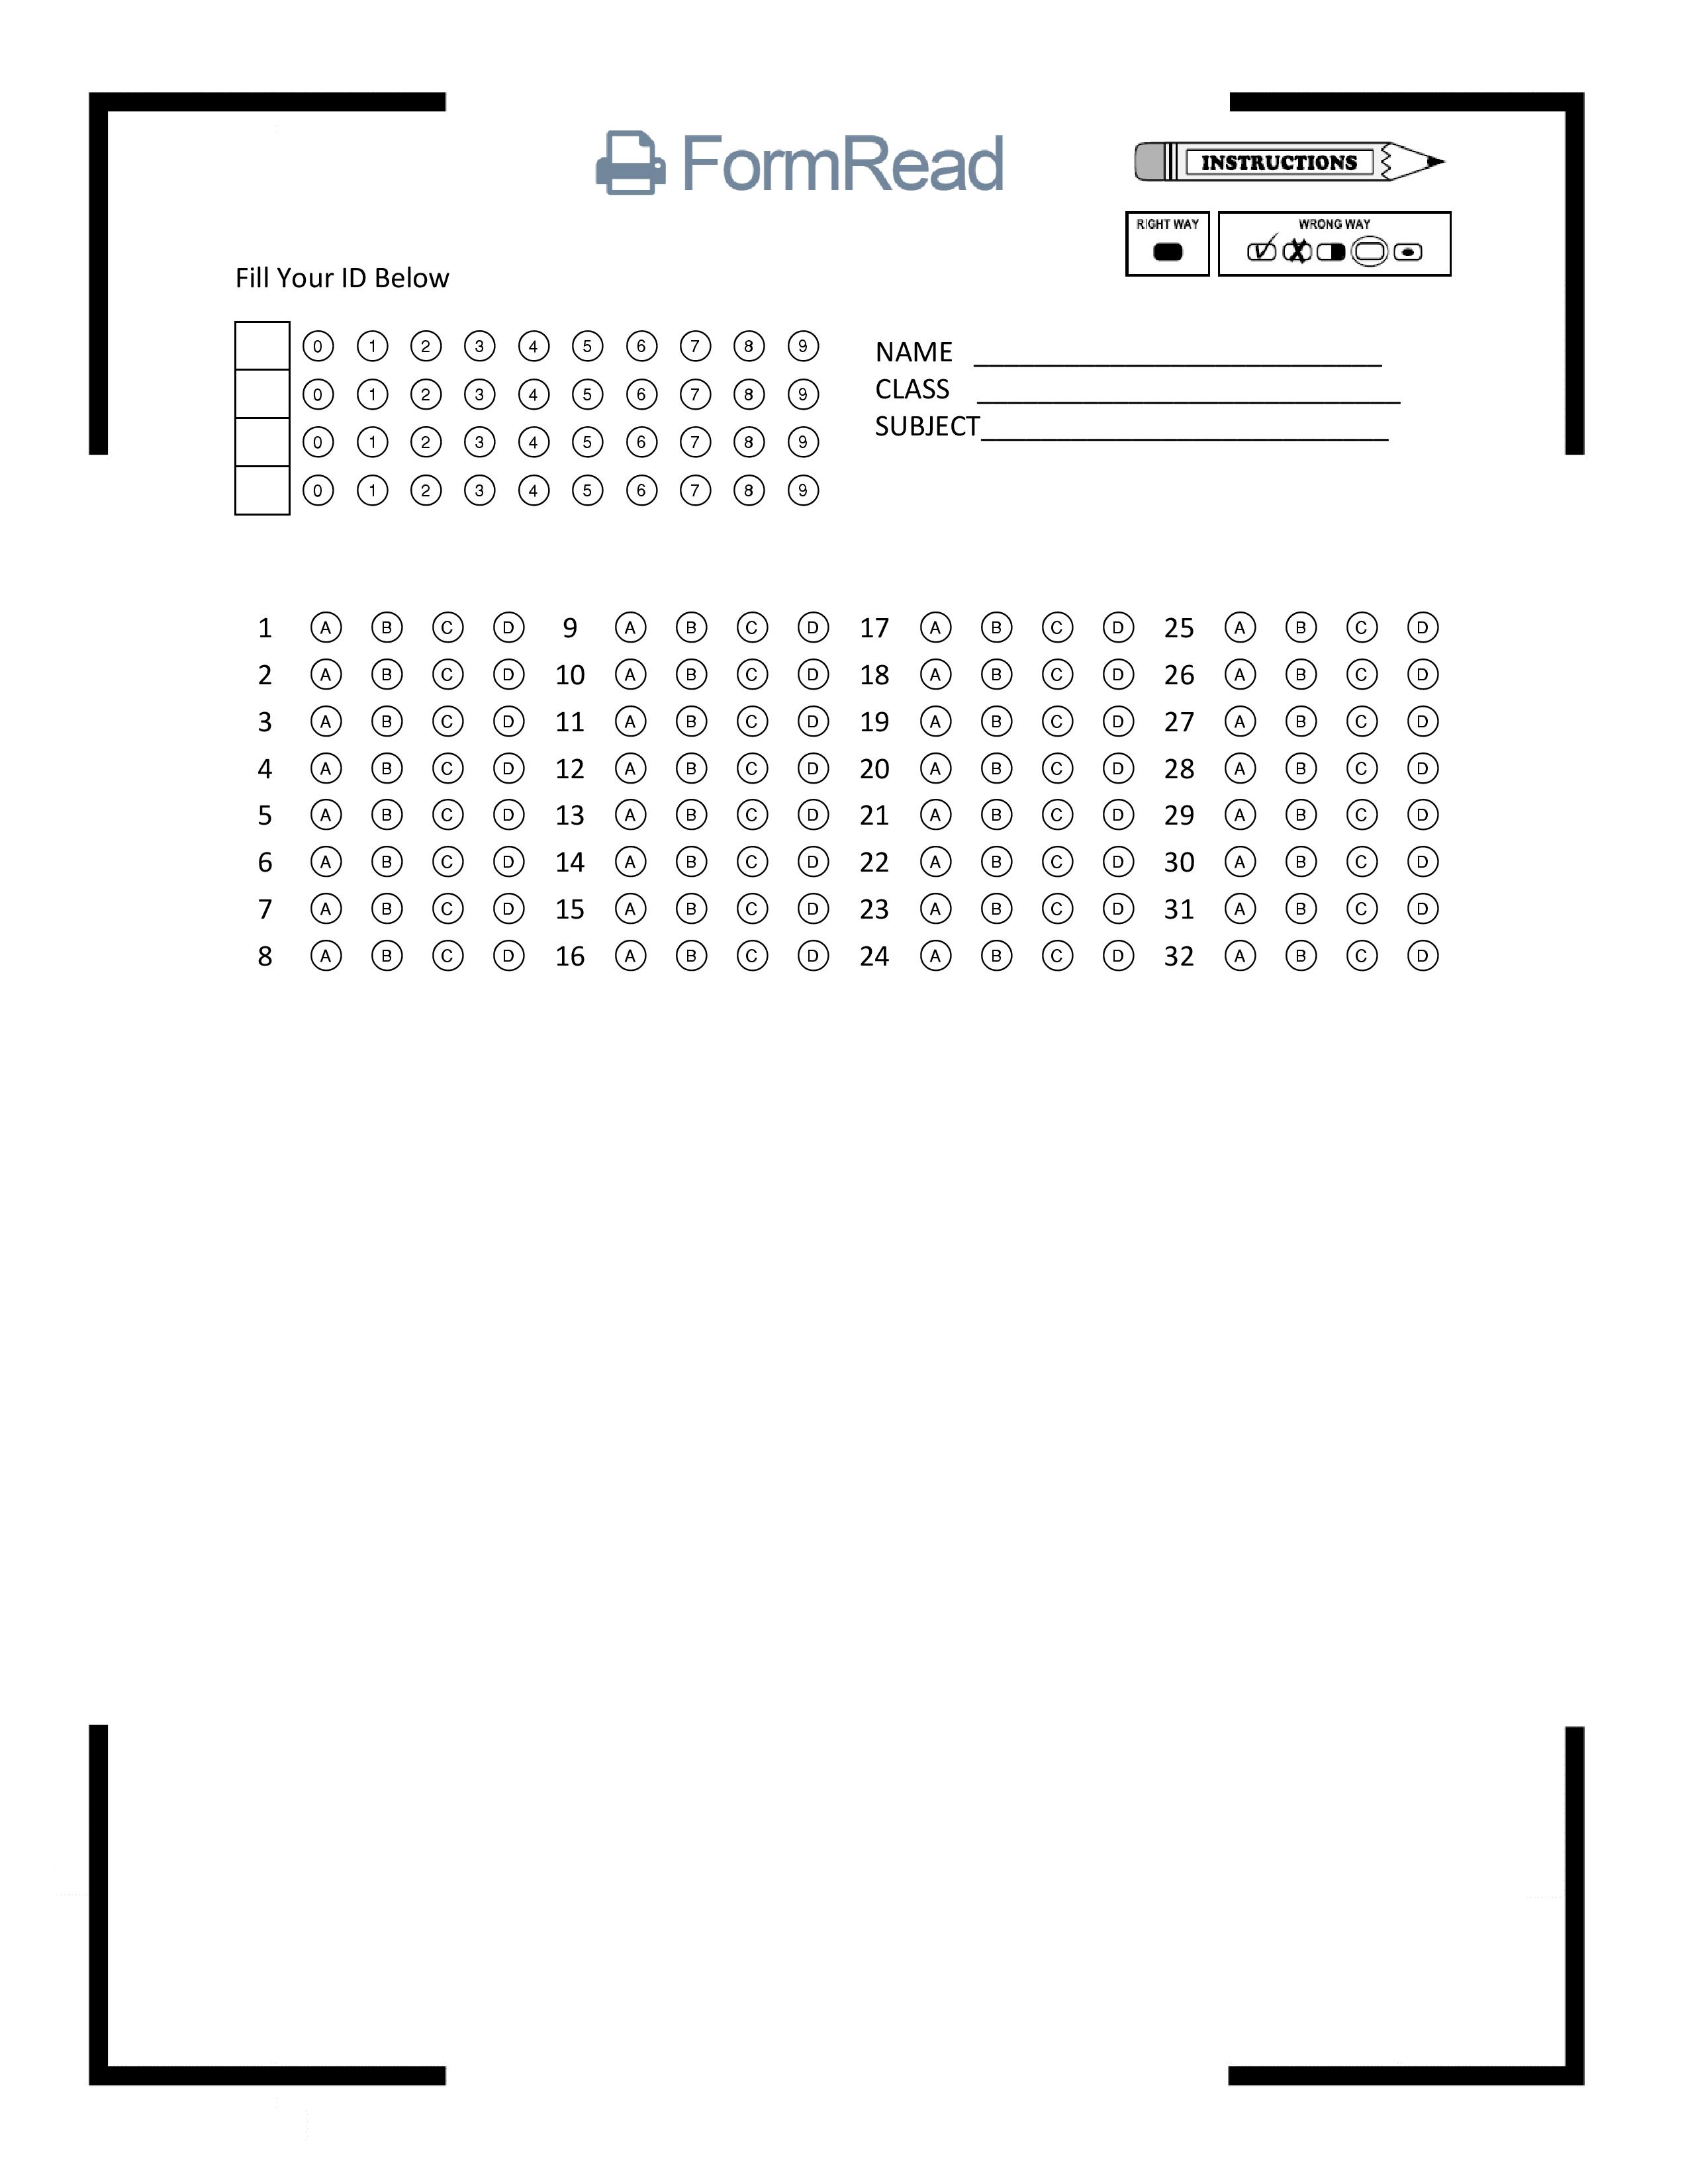 FormRead
INSTRUCTIONS
RIGHT WAY
WRONG WAY
Fill Your ID Below
0 1 2 3 4 5 6 7 8 9
0 1 2 3 4 5 6 7 8 9
0 1 2 3 4 5 6 7 8 9
0 1 2 3 4 5 6 7 8 9
NAME ___________________________
CLASS ____________________________
SUBJECT___________________________
1 A B C D 9 A B C D 17 A B C D 25 A B C D
2 A B C D 10 A B C D 18 A B C D 26 A B C D
3 A B C D 11 A B C D 19 A B C D 27 A B C D
4 A B C D 12 A B C D 20 A B C D 28 A B C D
5 A B C D 13 A B C D 21 A B C D 29 A B C D
6 A B C D 14 A B C D 22 A B C D 30 A B C D
7 A B C D 15 A B C D 23 A B C D 31 A B C D
8 A B C D 16 A B C D 24 A B C D 32 A B C D